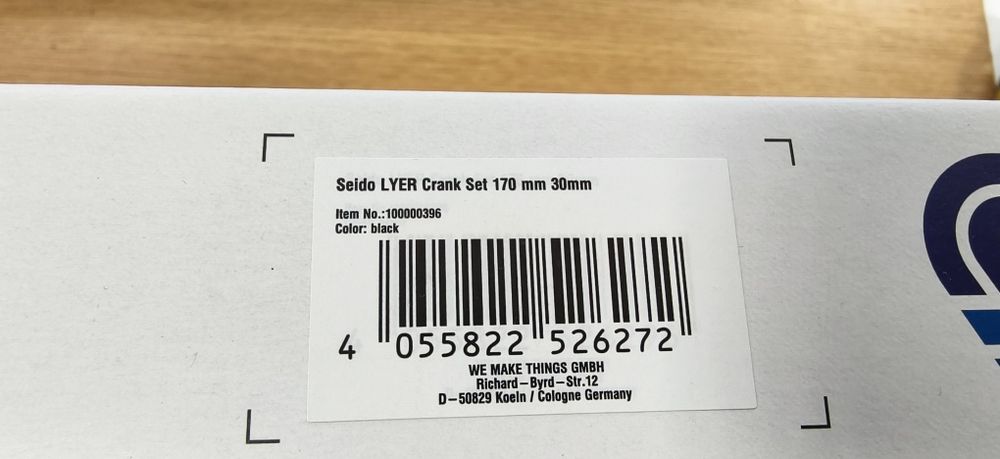 Seido LYER Crank Set 170 mm 30mm
Item No.:100000396
Color: black
4 055822 526272
WE MAKE THINGS GMBH
Richard-Byrd-Str.12
D-50829 Koeln / Cologne Germany